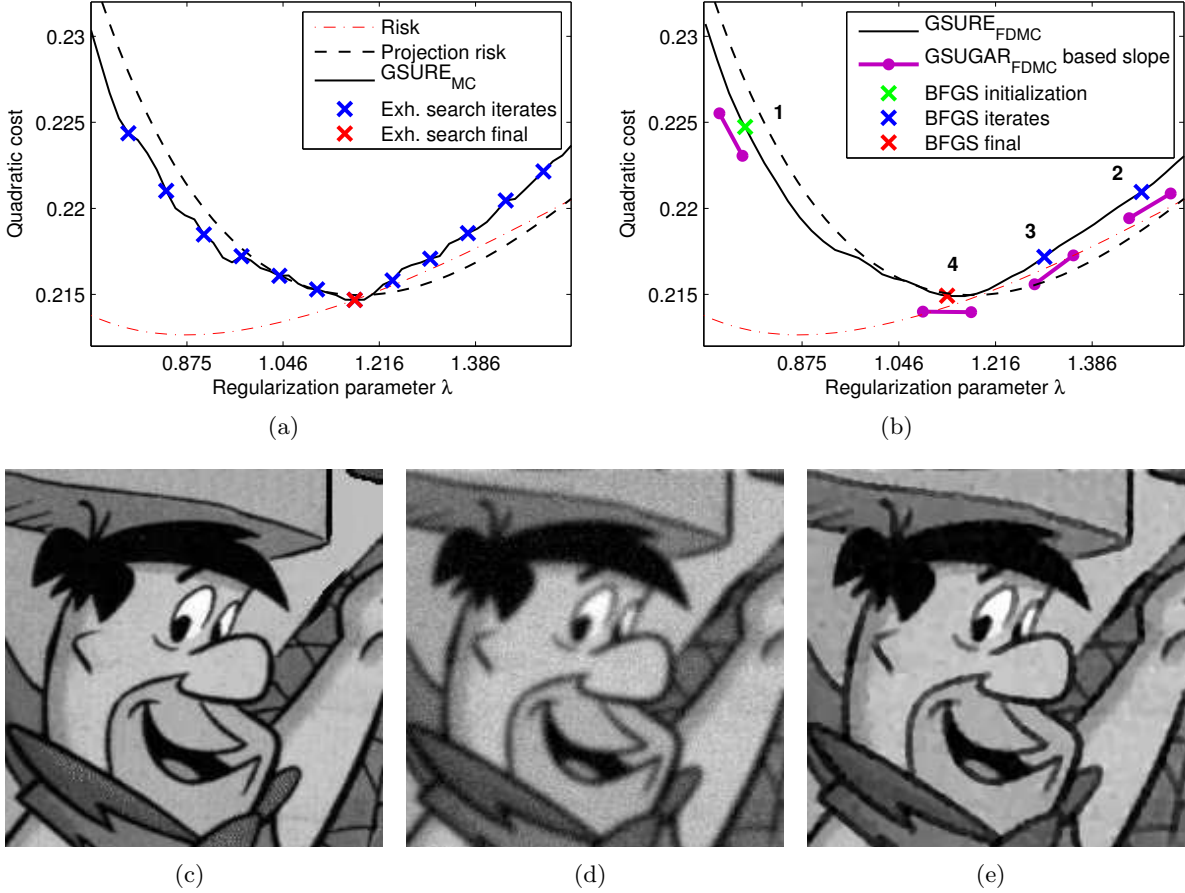 0.23
0.225
0.22
0.215
Quadratic cost
Risk
Projection risk
GSURE_MC
Exh. search iterates
Exh. search final
0.875 1.046 1.216 1.386
Regularization parameter λ
(a)
0.23
0.225
0.22
0.215
Quadratic cost
GSURE_FDMC
GSUGAR_FDMC based slope
BFGS initialization
BFGS iterates
BFGS final
1
2
3
4
0.875 1.046 1.216 1.386
Regularization parameter λ
(b)
(c) (d) (e)